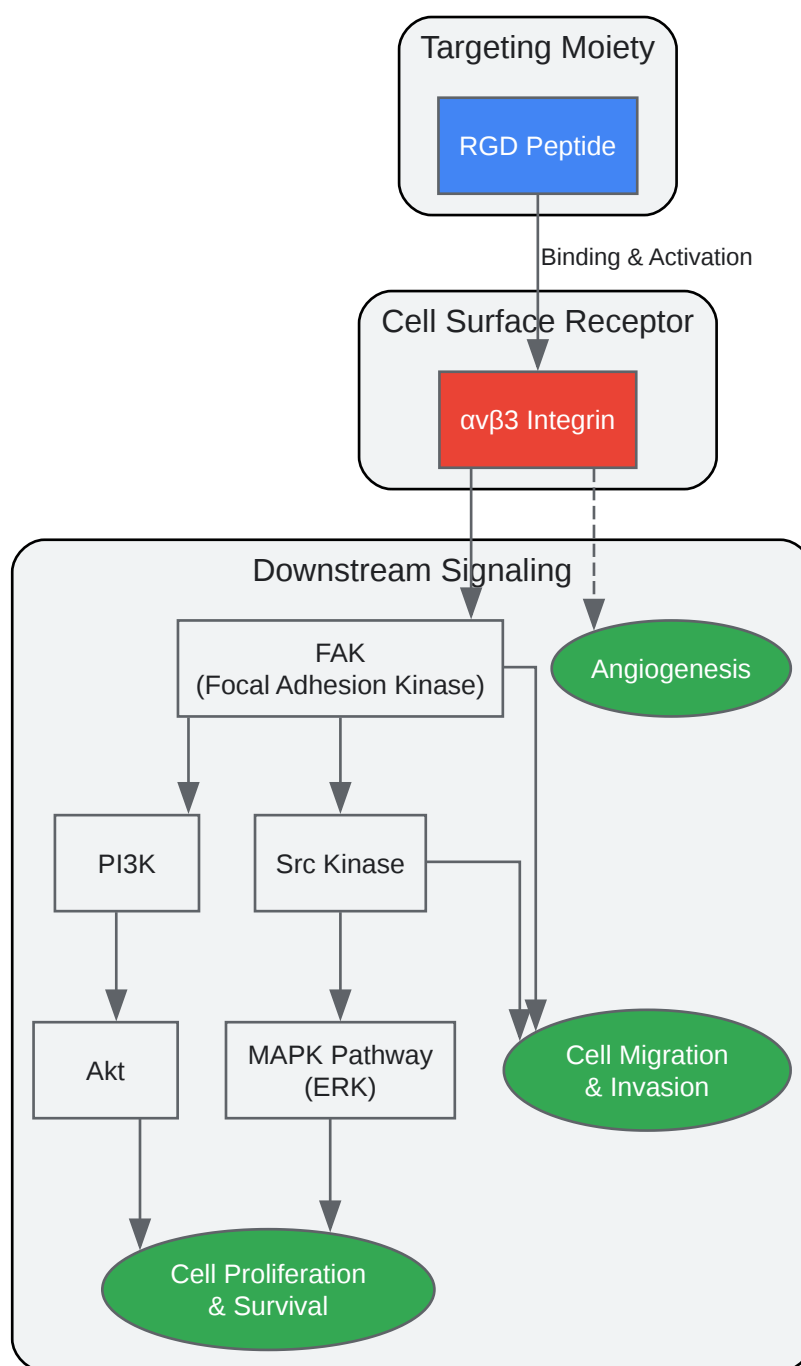 Targeting Moiety
RGD Peptide
Binding & Activation
Cell Surface Receptor
αvβ3 Integrin
Downstream Signaling
FAK
(Focal Adhesion Kinase)
Angiogenesis
PI3K
Src Kinase
Akt
MAPK Pathway
(ERK)
Cell Migration
& Invasion
Cell Proliferation
& Survival